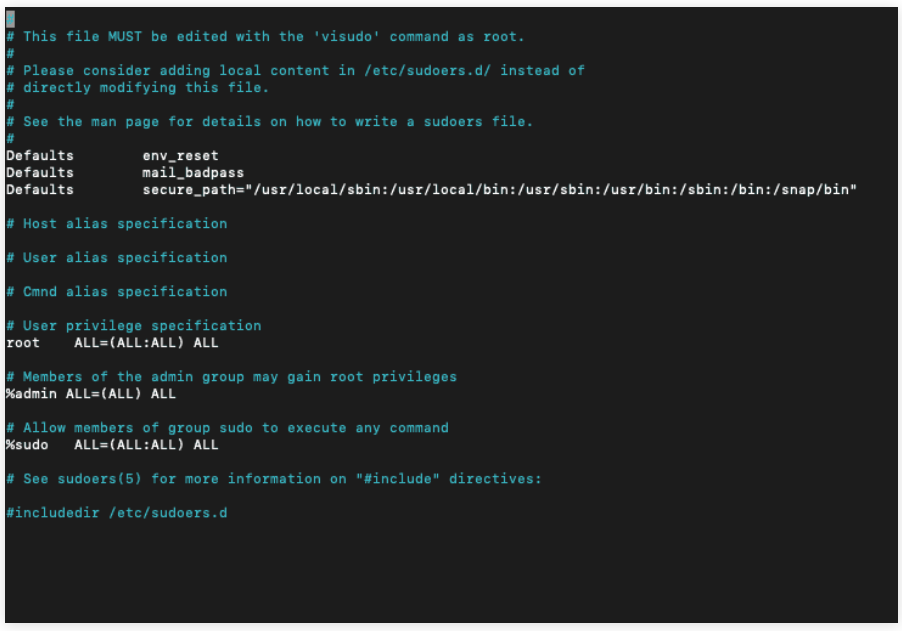 #
# This file MUST be edited with the 'visudo' command as root.
#
# Please consider adding local content in /etc/sudoers.d/ instead of
# directly modifying this file.
#
# See the man page for details on how to write a sudoers file.
#
Defaults        env_reset
Defaults        mail_badpass
Defaults        secure_path="/usr/local/sbin:/usr/local/bin:/usr/sbin:/usr/bin:/sbin:/bin:/snap/bin"
# Host alias specification
# User alias specification
# Cmnd alias specification
# User privilege specification
root    ALL=(ALL:ALL) ALL
# Members of the admin group may gain root privileges
%admin ALL=(ALL) ALL
# Allow members of group sudo to execute any command
%sudo   ALL=(ALL:ALL) ALL
# See sudoers(5) for more information on "#include" directives:
#includedir /etc/sudoers.d